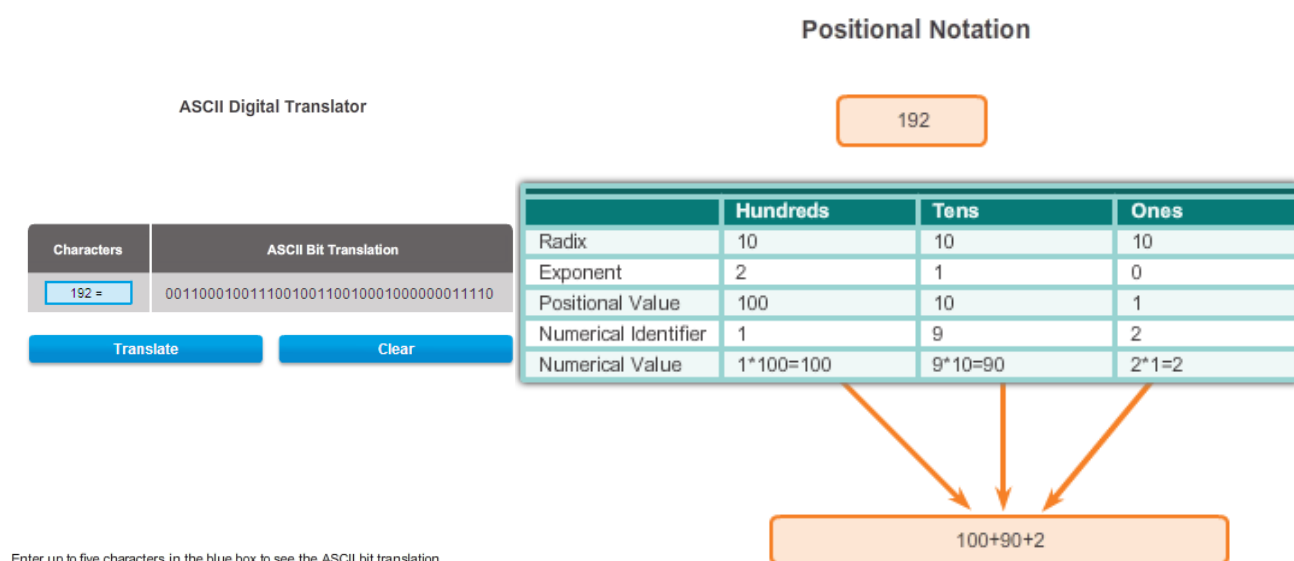 Positional Notation
ASCII Digital Translator
192
Characters ASCII Bit Translation
192 = 001100010011100100110010001000000011110
Translate Clear
Hundreds Tens Ones
Radix 10 10 10
Exponent 2 1 0
Positional Value 100 10 1
Numerical Identifier 1 9 2
Numerical Value 1*100=100 9*10=90 2*1=2
100+90+2
Enter up to five characters in the blue box to see the ASCII bit translation